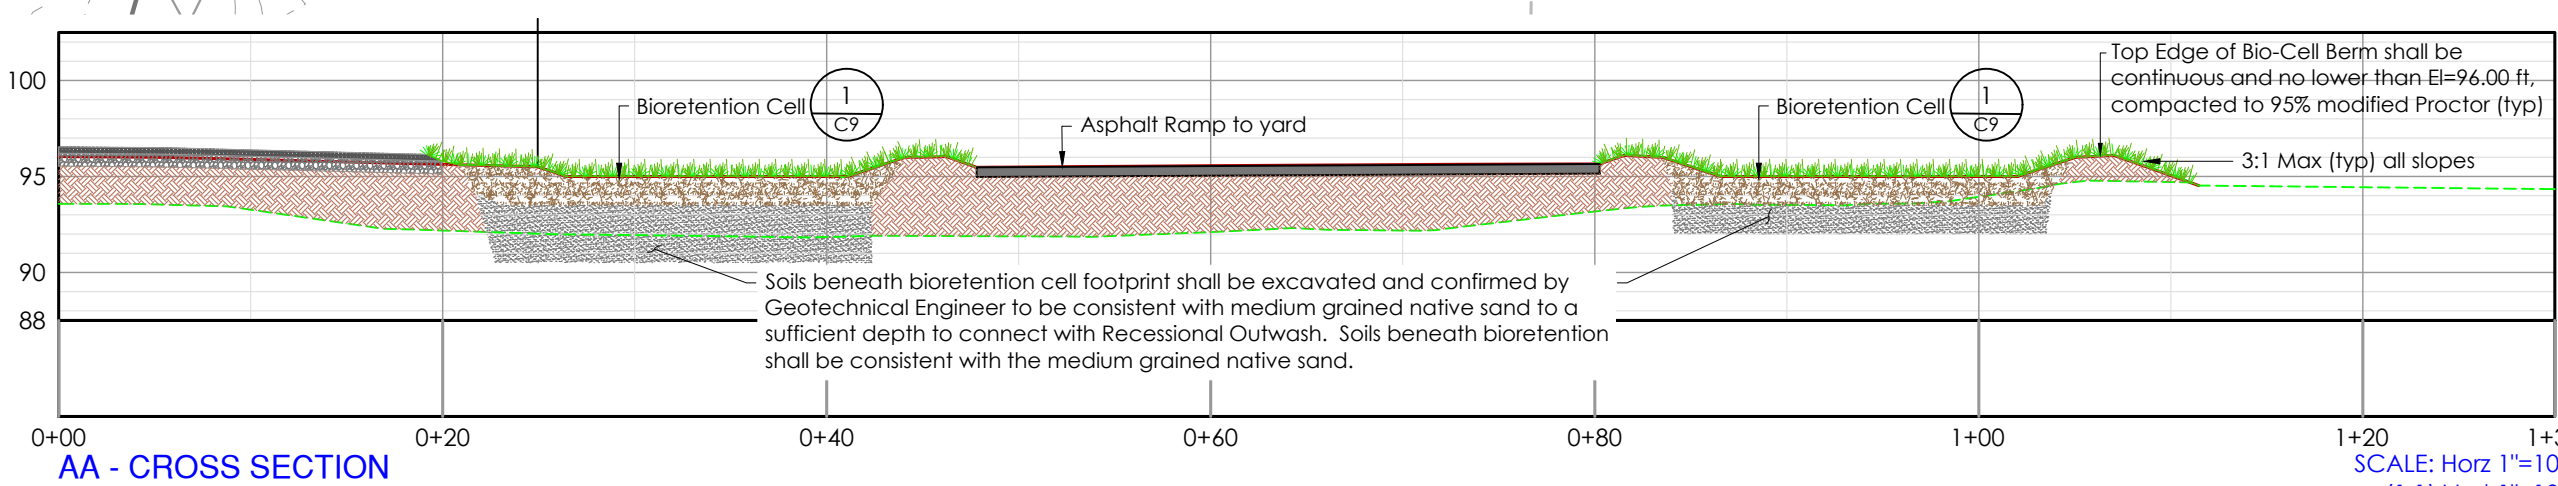 100
95
90
88
Bioretention Cell
1
C9
Asphalt Ramp to yard
Bioretention Cell
1
C9
Top Edge of Bio-Cell Berm shall be
continuous and no lower than El=96.00 ft,
compacted to 95% modified Proctor (typ)
3:1 Max (typ) all slopes
Soils beneath bioretention cell footprint shall be excavated and confirmed by
Geotechnical Engineer to be consistent with medium grained native sand to a
sufficient depth to connect with Recessional Outwash. Soils beneath bioretention
shall be consistent with the medium grained native sand.
0+00
0+20
0+40
0+60
0+80
1+00
1+20
AA - CROSS SECTION
SCALE: Horz 1"=10